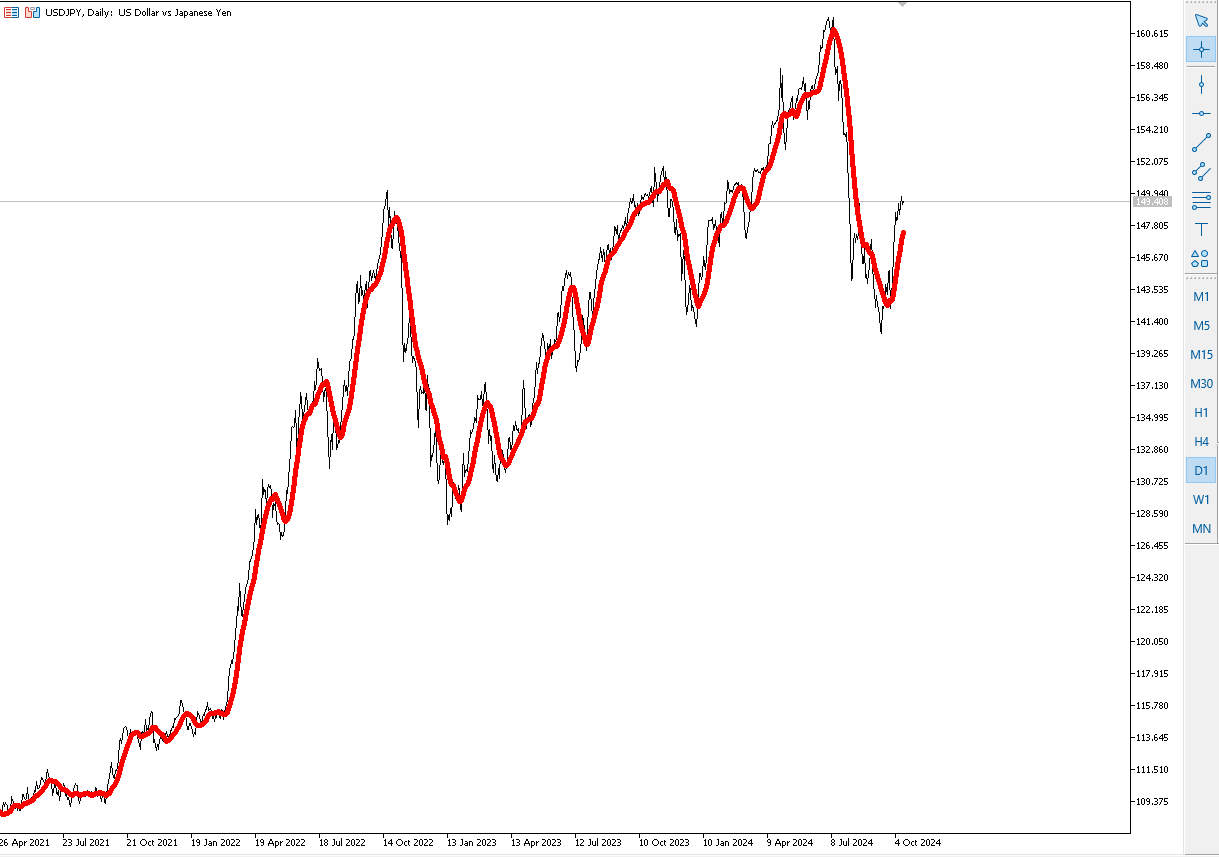 USDJPY, Daily: US Dollar vs Japanese Yen
160.615
158.480
156.345
154.210
152.075
149.940
149.408
147.805
145.670
143.535
141.400
139.265
137.130
134.995
132.860
130.725
128.590
126.455
124.320
122.185
120.050
117.915
115.780
113.645
111.510
109.375
26 Apr 2021 23 Jul 2021 21 Oct 2021 19 Jan 2022 19 Apr 2022 18 Jul 2022 14 Oct 2022 13 Jan 2023 13 Apr 2023 12 Jul 2023 10 Oct 2023 10 Jan 2024 9 Apr 2024 8 Jul 2024 4 Oct 2024
M1
M5
M15
M30
H1
H4
D1
W1
MN